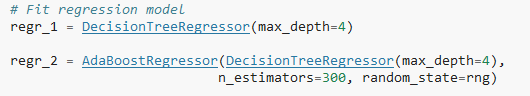 # Fit regression model
regr_1 = DecisionTreeRegressor(max_depth=4)
regr_2 = AdaBoostRegressor(DecisionTreeRegressor(max_depth=4),
n_estimators=300, random_state=rng)